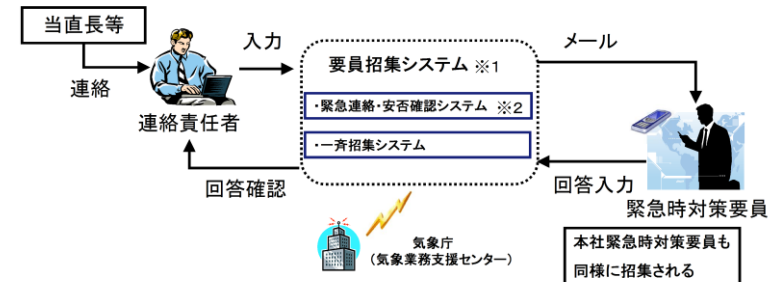 当直長等
連絡
連絡責任者
入力
要員招集システム ※1
・緊急連絡・安否確認システム ※2
・一斉招集システム
メール
回答確認
回答入力
緊急時対策要員
気象庁
(気象業務支援センター)
本社緊急時対策要員も
同様に招集される